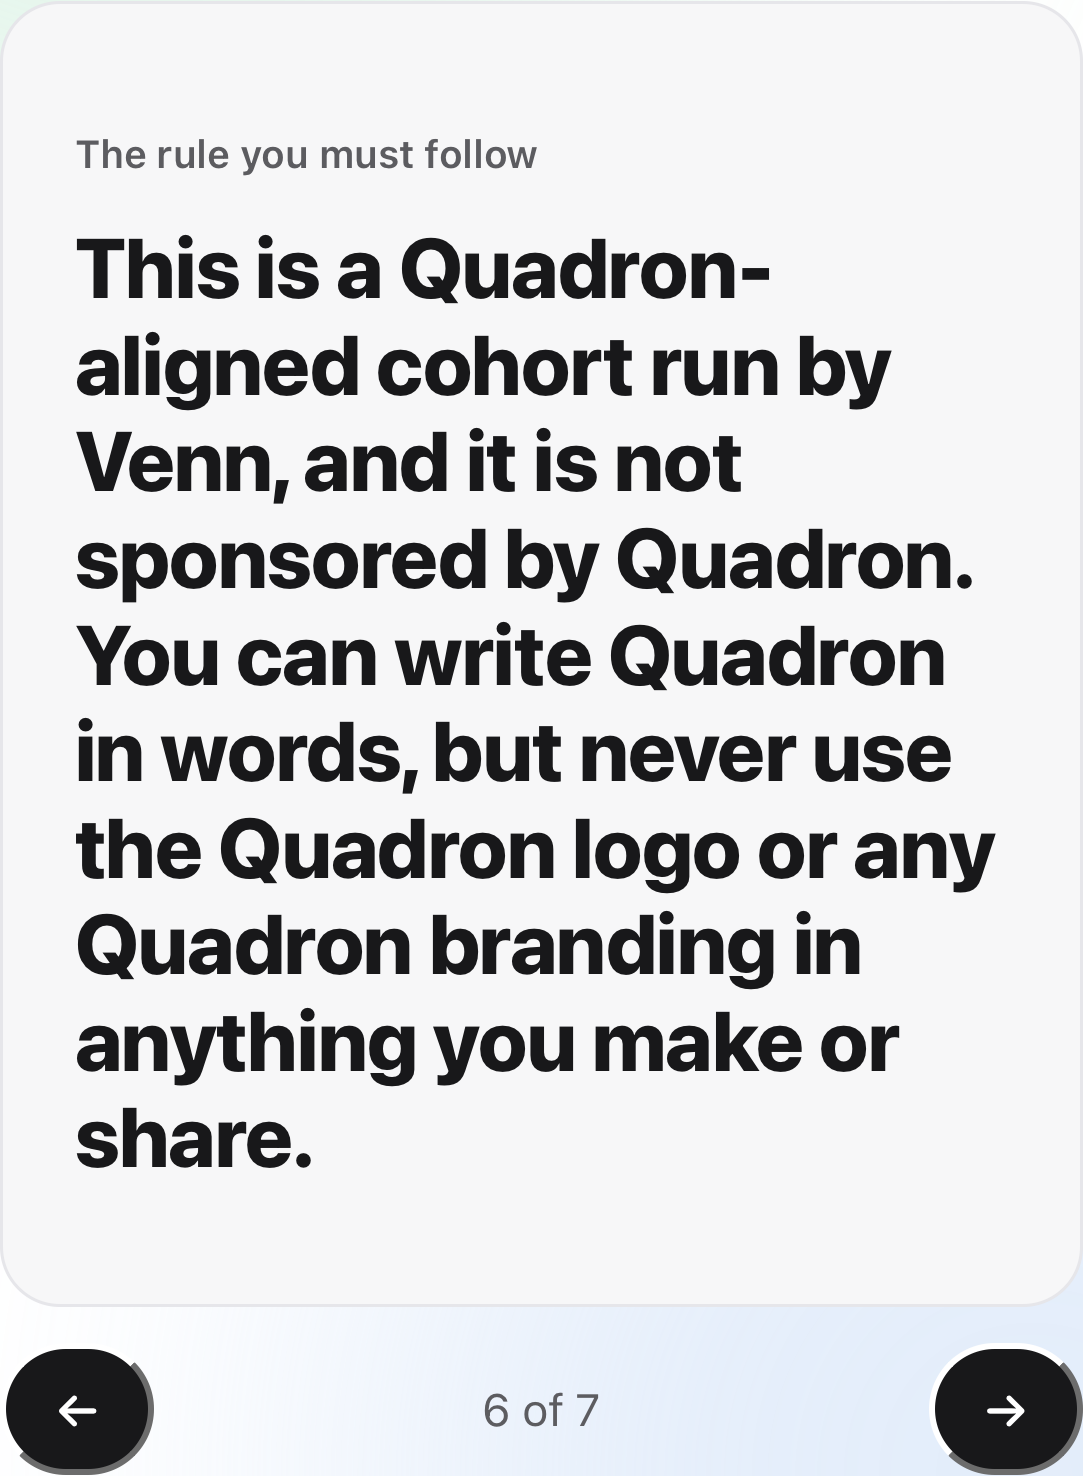 The rule you must follow
This is a Quadron-
aligned cohort run by
Venn, and it is not
sponsored by Quadron.
You can write Quadron
in words, but never use
the Quadron logo or any
Quadron branding in
anything you make or
share.
6 of 7